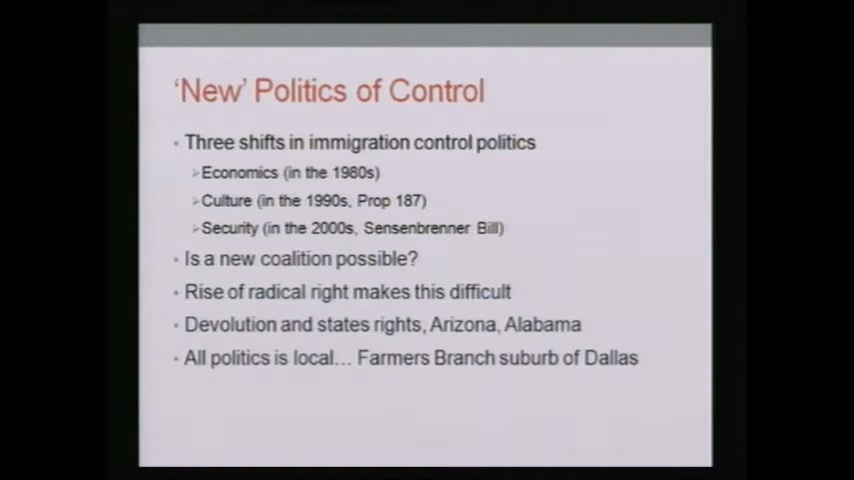 ‘New’ Politics of Control
• Three shifts in immigration control politics
➢Economics (in the 1980s)
➢Culture (in the 1990s, Prop 187)
➢Security (in the 2000s, Sensenbrenner Bill)
• Is a new coalition possible?
• Rise of radical right makes this difficult
• Devolution and states rights, Arizona, Alabama
• All politics is local… Farmers Branch suburb of Dallas